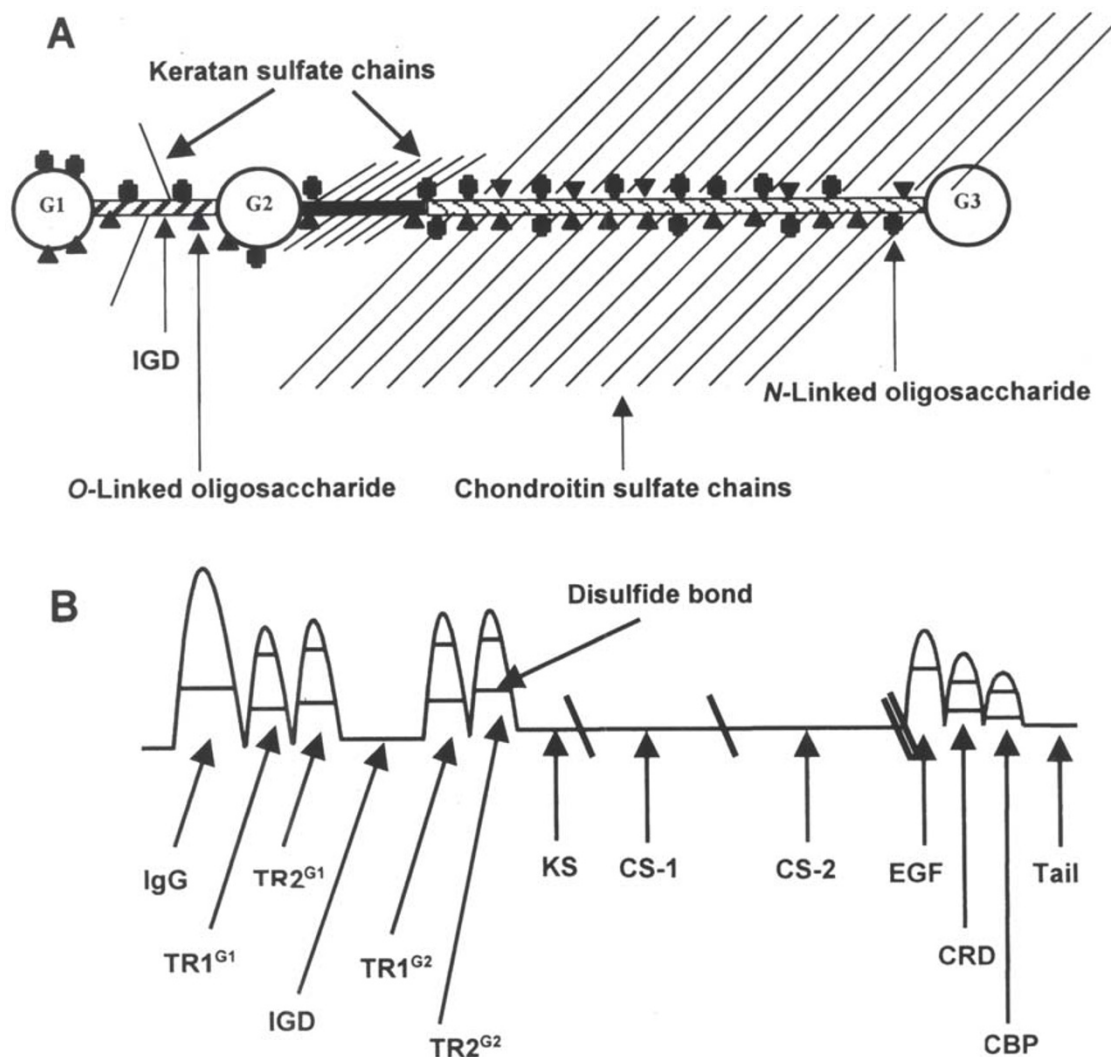 A
Keratan sulfate chains
G1
G2
G3
IGD
N-Linked oligosaccharide
O-Linked oligosaccharide
Chondroitin sulfate chains
B
Disulfide bond
IgG
TR2G1
KS
CS-1
CS-2
EGF
Tail
TR1G1
TR1G2
CRD
IGD
TR2G2
CBP